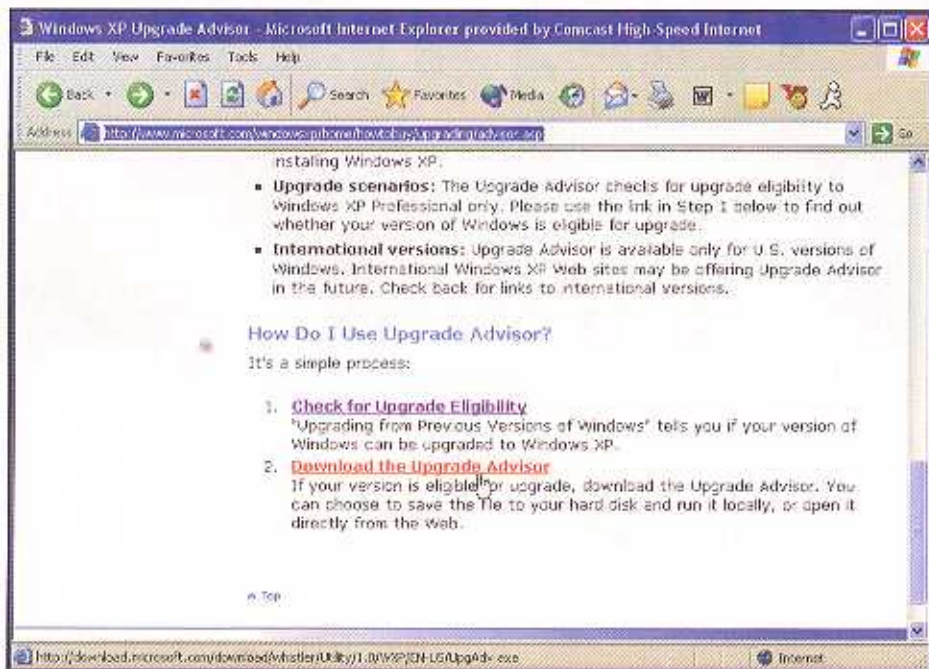 Windows XP Upgrade Advisor - Microsoft Internet Explorer provided by Comcast High-Speed Internet
File Edit View Favorites Tools Help
Back Search Favorites Media
Address http://www.microsoft.com/windowsxp/home/howtobuy/upgrading/advisor.asp Go
installing Windows XP.
▪ Upgrade scenarios: The Upgrade Advisor checks for upgrade eligibility to
Windows XP Professional only. Please use the link in Step 1 below to find out
whether your version of Windows is eligible for upgrade.
▪ International versions: Upgrade Advisor is available only for U.S. versions of
Windows. International Windows XP Web sites may be offering Upgrade Advisor
in the future. Check back for links to international versions.
How Do I Use Upgrade Advisor?
It's a simple process:
1. Check for Upgrade Eligibility
"Upgrading from Previous Versions of Windows" tells you if your version of
Windows can be upgraded to Windows XP.
2. Download the Upgrade Advisor
If your version is eligible for upgrade, download the Upgrade Advisor. You
can choose to save the file to your hard disk and run it locally, or open it
directly from the Web.
Top
http://download.microsoft.com/download/whistler/Utility/1.0/WXP/EN-US/UpgAdv.exe Internet